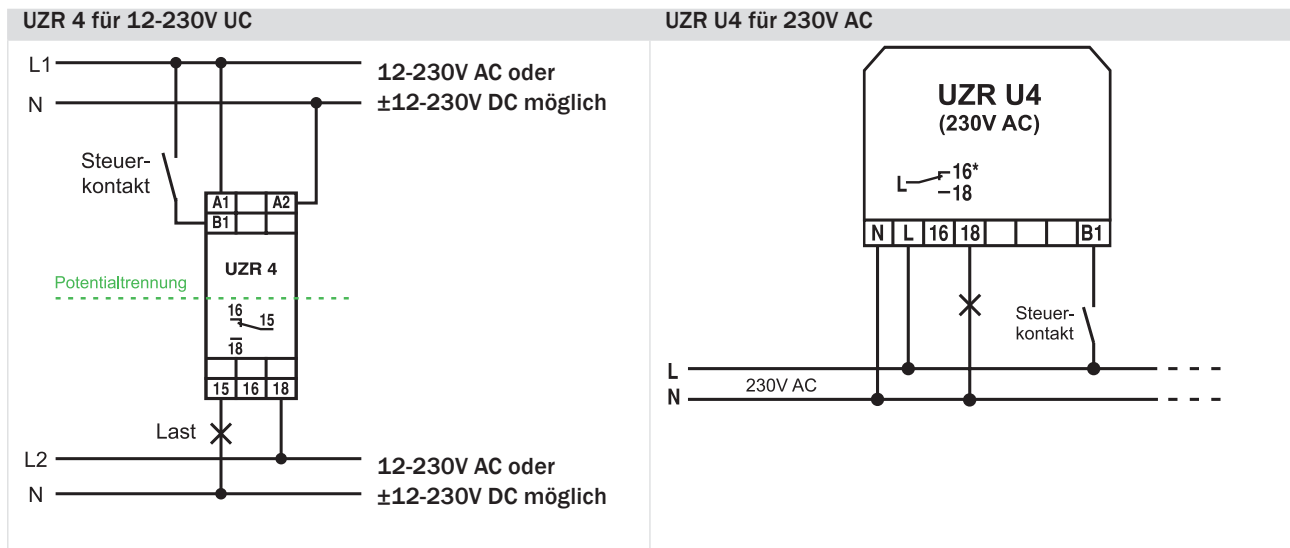 UZR 4 für 12-230V UC
L1
12-230V AC oder
N
±12-230V DC möglich
Steuer-
kontakt
A1 A2
B1
UZR 4
Potentialtrennung
16
15
18
15 16 18
Last
L2
12-230V AC oder
N
±12-230V DC möglich
UZR U4 für 230V AC
UZR U4
(230V AC)
L 16*
18
N L 16 18 B1
Steuer-
kontakt
L
230V AC
N